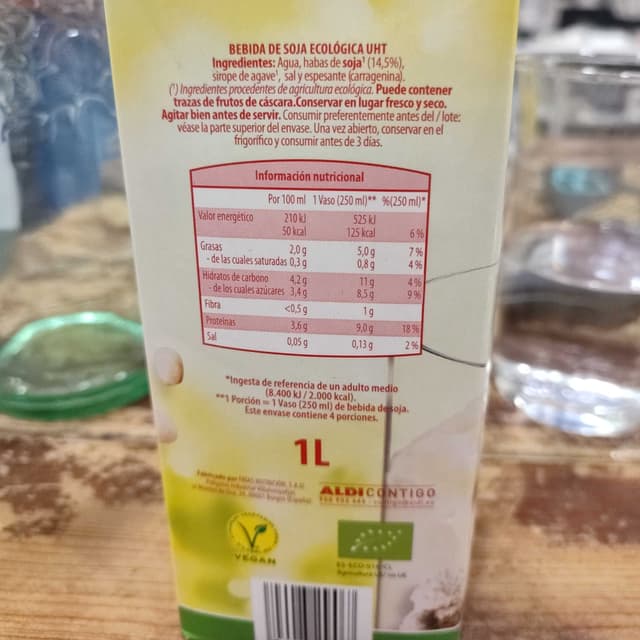 BEBIDA DE SOJA ECOLÓGICA UHT
Ingredientes: Agua, habas de soja¹ (14,5%),
sirope de agave¹, sal y espesante (carragenina).
(¹) Ingredientes procedentes de agricultura ecológica. Puede contener
trazas de frutos de cáscara. Conservar en lugar fresco y seco.
Agitar bien antes de servir. Consumir preferentemente antes del / lote:
véase la parte superior del envase. Una vez abierto, conservar en el
frigorífico y consumir antes de 3 días.
Información nutricional
Por 100 ml 1 Vaso (250 ml)** %(250 ml)*
Valor energético 210 kJ 525 kJ
50 kcal 125 kcal 6 %
Grasas 2,0 g 5,0 g 7 %
- de las cuales saturadas 0,3 g 0,8 g 4 %
Hidratos de carbono 4,2 g 11 g 4 %
- de los cuales azúcares 3,4 g 8,5 g 9 %
Fibra <0,5 g 1 g
Proteínas 3,6 g 9,0 g 18 %
Sal 0,05 g 0,13 g 2 %
*Ingesta de referencia de un adulto medio
(8.400 kJ / 2.000 kcal).
**1 Porción = 1 Vaso (250 ml) de bebida de soja.
Este envase contiene 4 porciones.
1L
Fabricado por
ALDI CONTIGO
V
VEGAN